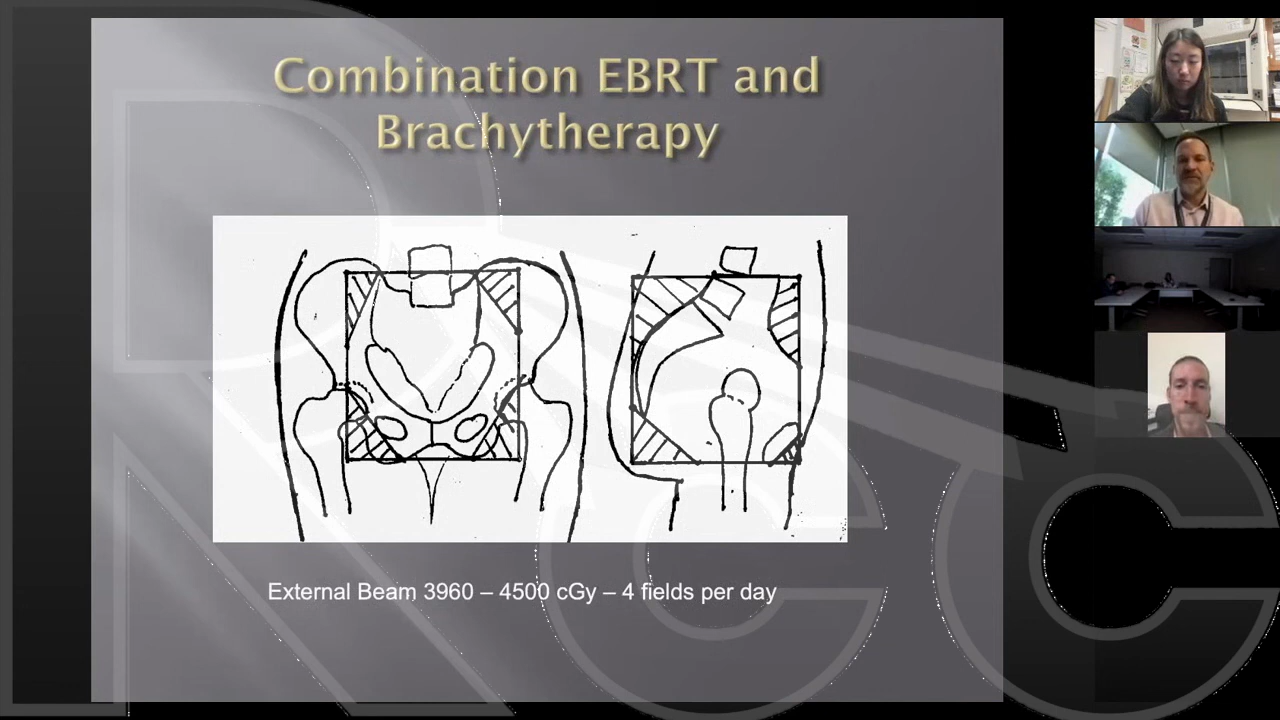 Combination EBRT and
Brachytherapy
External Beam 3960 – 4500 cGy – 4 fields per day